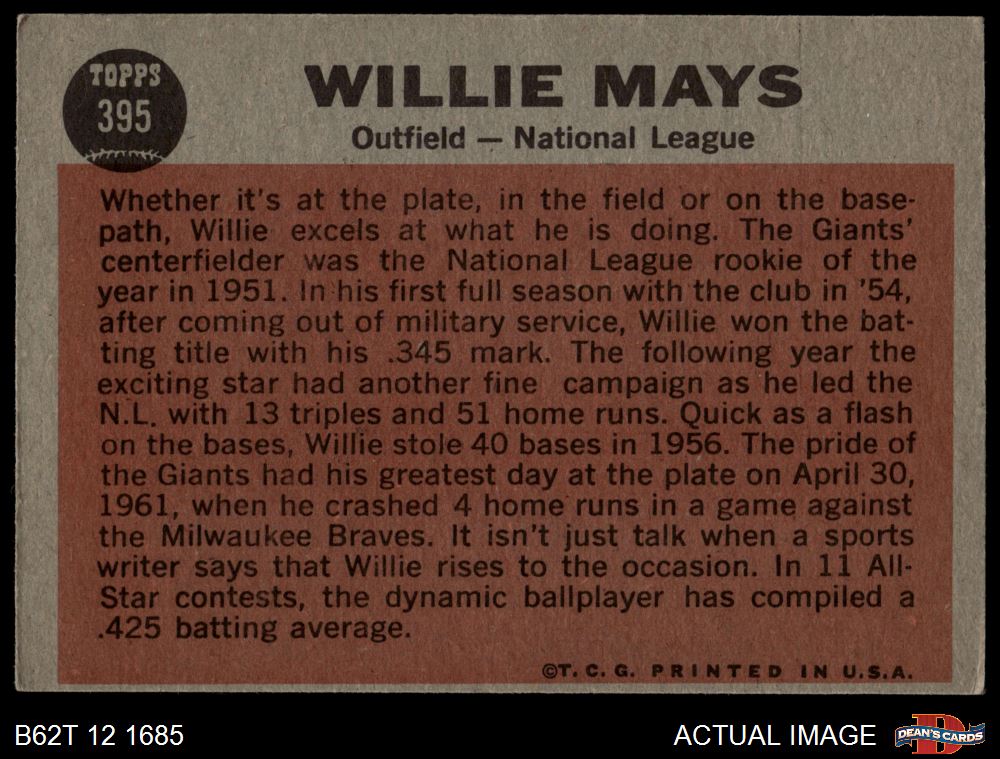 TOPPS
395
WILLIE MAYS
Outfield — National League
Whether it's at the plate, in the field or on the base-
path, Willie excels at what he is doing. The Giants'
centerfielder was the National League rookie of the
year in 1951. In his first full season with the club in '54,
after coming out of military service, Willie won the bat-
ting title with his .345 mark. The following year the
exciting star had another fine campaign as he led the
N.L. with 13 triples and 51 home runs. Quick as a flash
on the bases, Willie stole 40 bases in 1956. The pride of
the Giants had his greatest day at the plate on April 30,
1961, when he crashed 4 home runs in a game against
the Milwaukee Braves. It isn't just talk when a sports
writer says that Willie rises to the occasion. In 11 All-
Star contests, the dynamic ballplayer has compiled a
.425 batting average.
©T. C. G. PRINTED IN U.S.A.
B62T 12 1685
ACTUAL IMAGE
D
DEAN'S CARDS